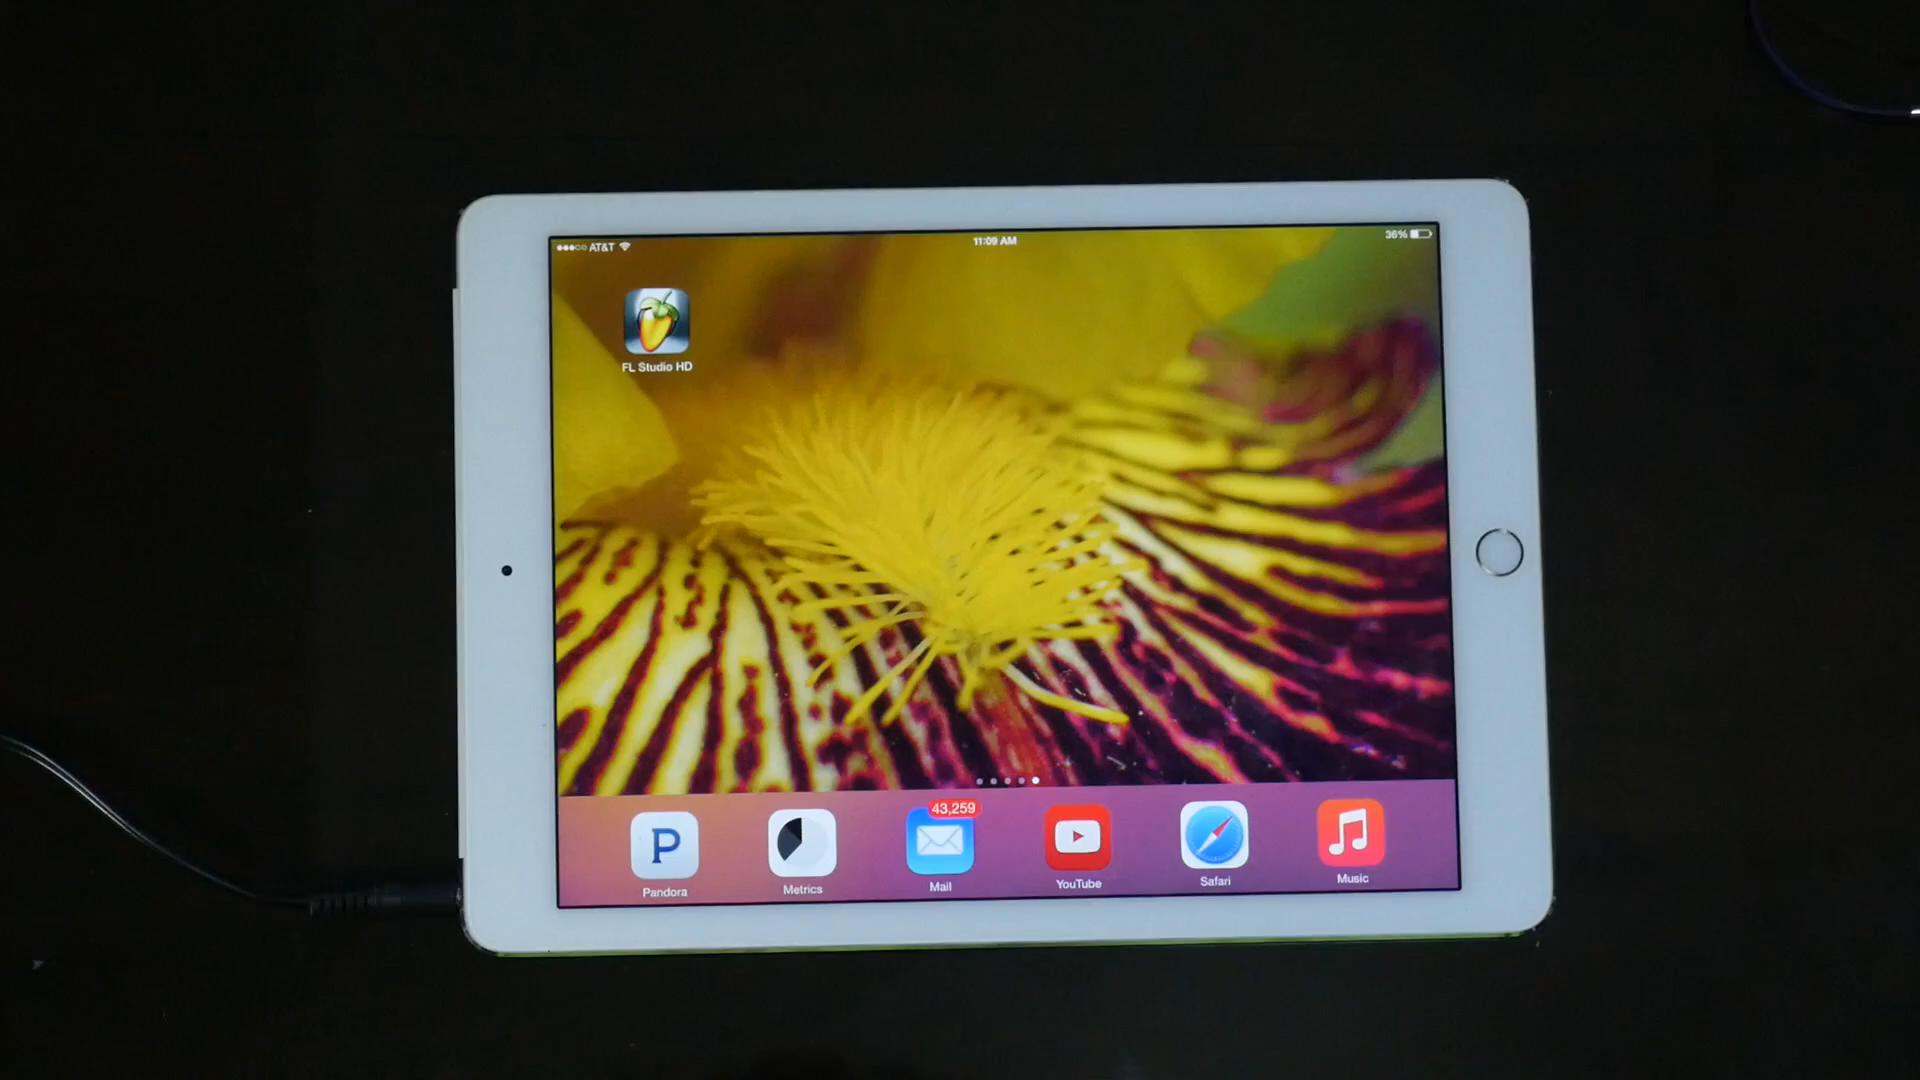 AT&T
11:09 AM
36%
FL Studio HD
43,259
P
Pandora
Metrics
Mail
YouTube
Safari
Music